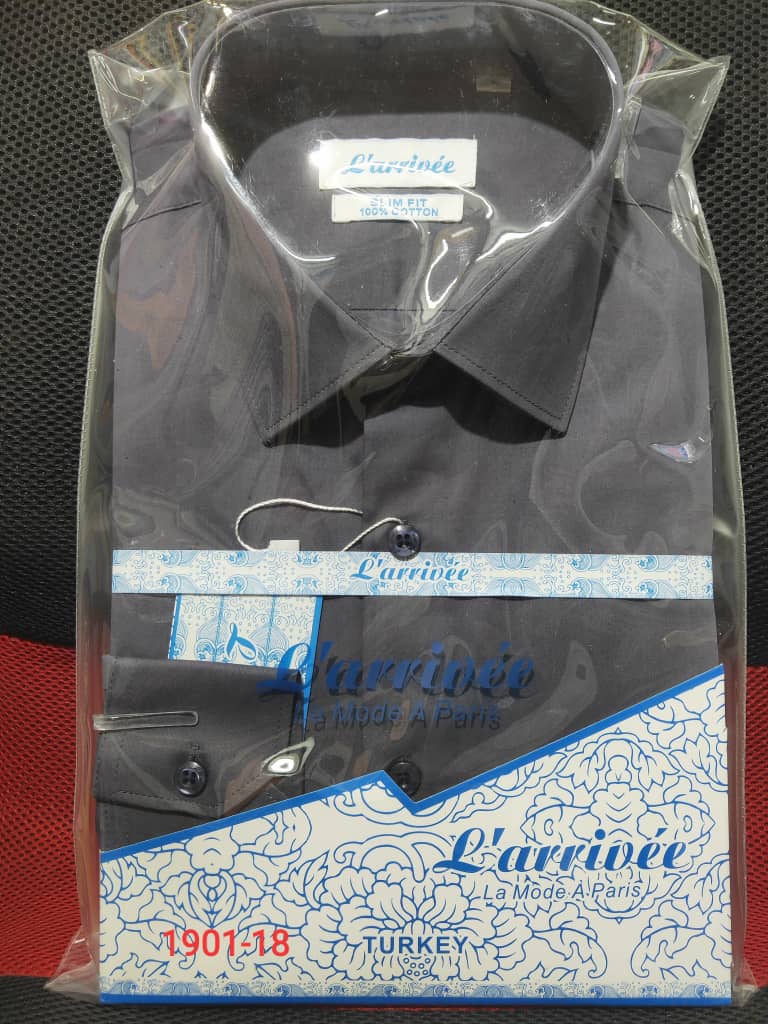 L'arrivée
SLIM FIT
100% COTTON
L'arrivée
L'arrivée
La Mode A Paris
L'arrivée
La Mode A Paris
1901-18
TURKEY